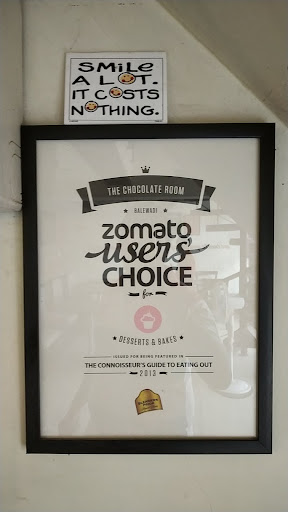 SMiLE
A LOT.
iT COSTS
NOTHING.
THE CHOCOLATE ROOM
BALEWADI
zomato
users'
CHOICE
for
DESSERTS & BAKES
ISSUED FOR BEING FEATURED IN
THE CONNOISSEUR'S GUIDE TO EATING OUT
2013